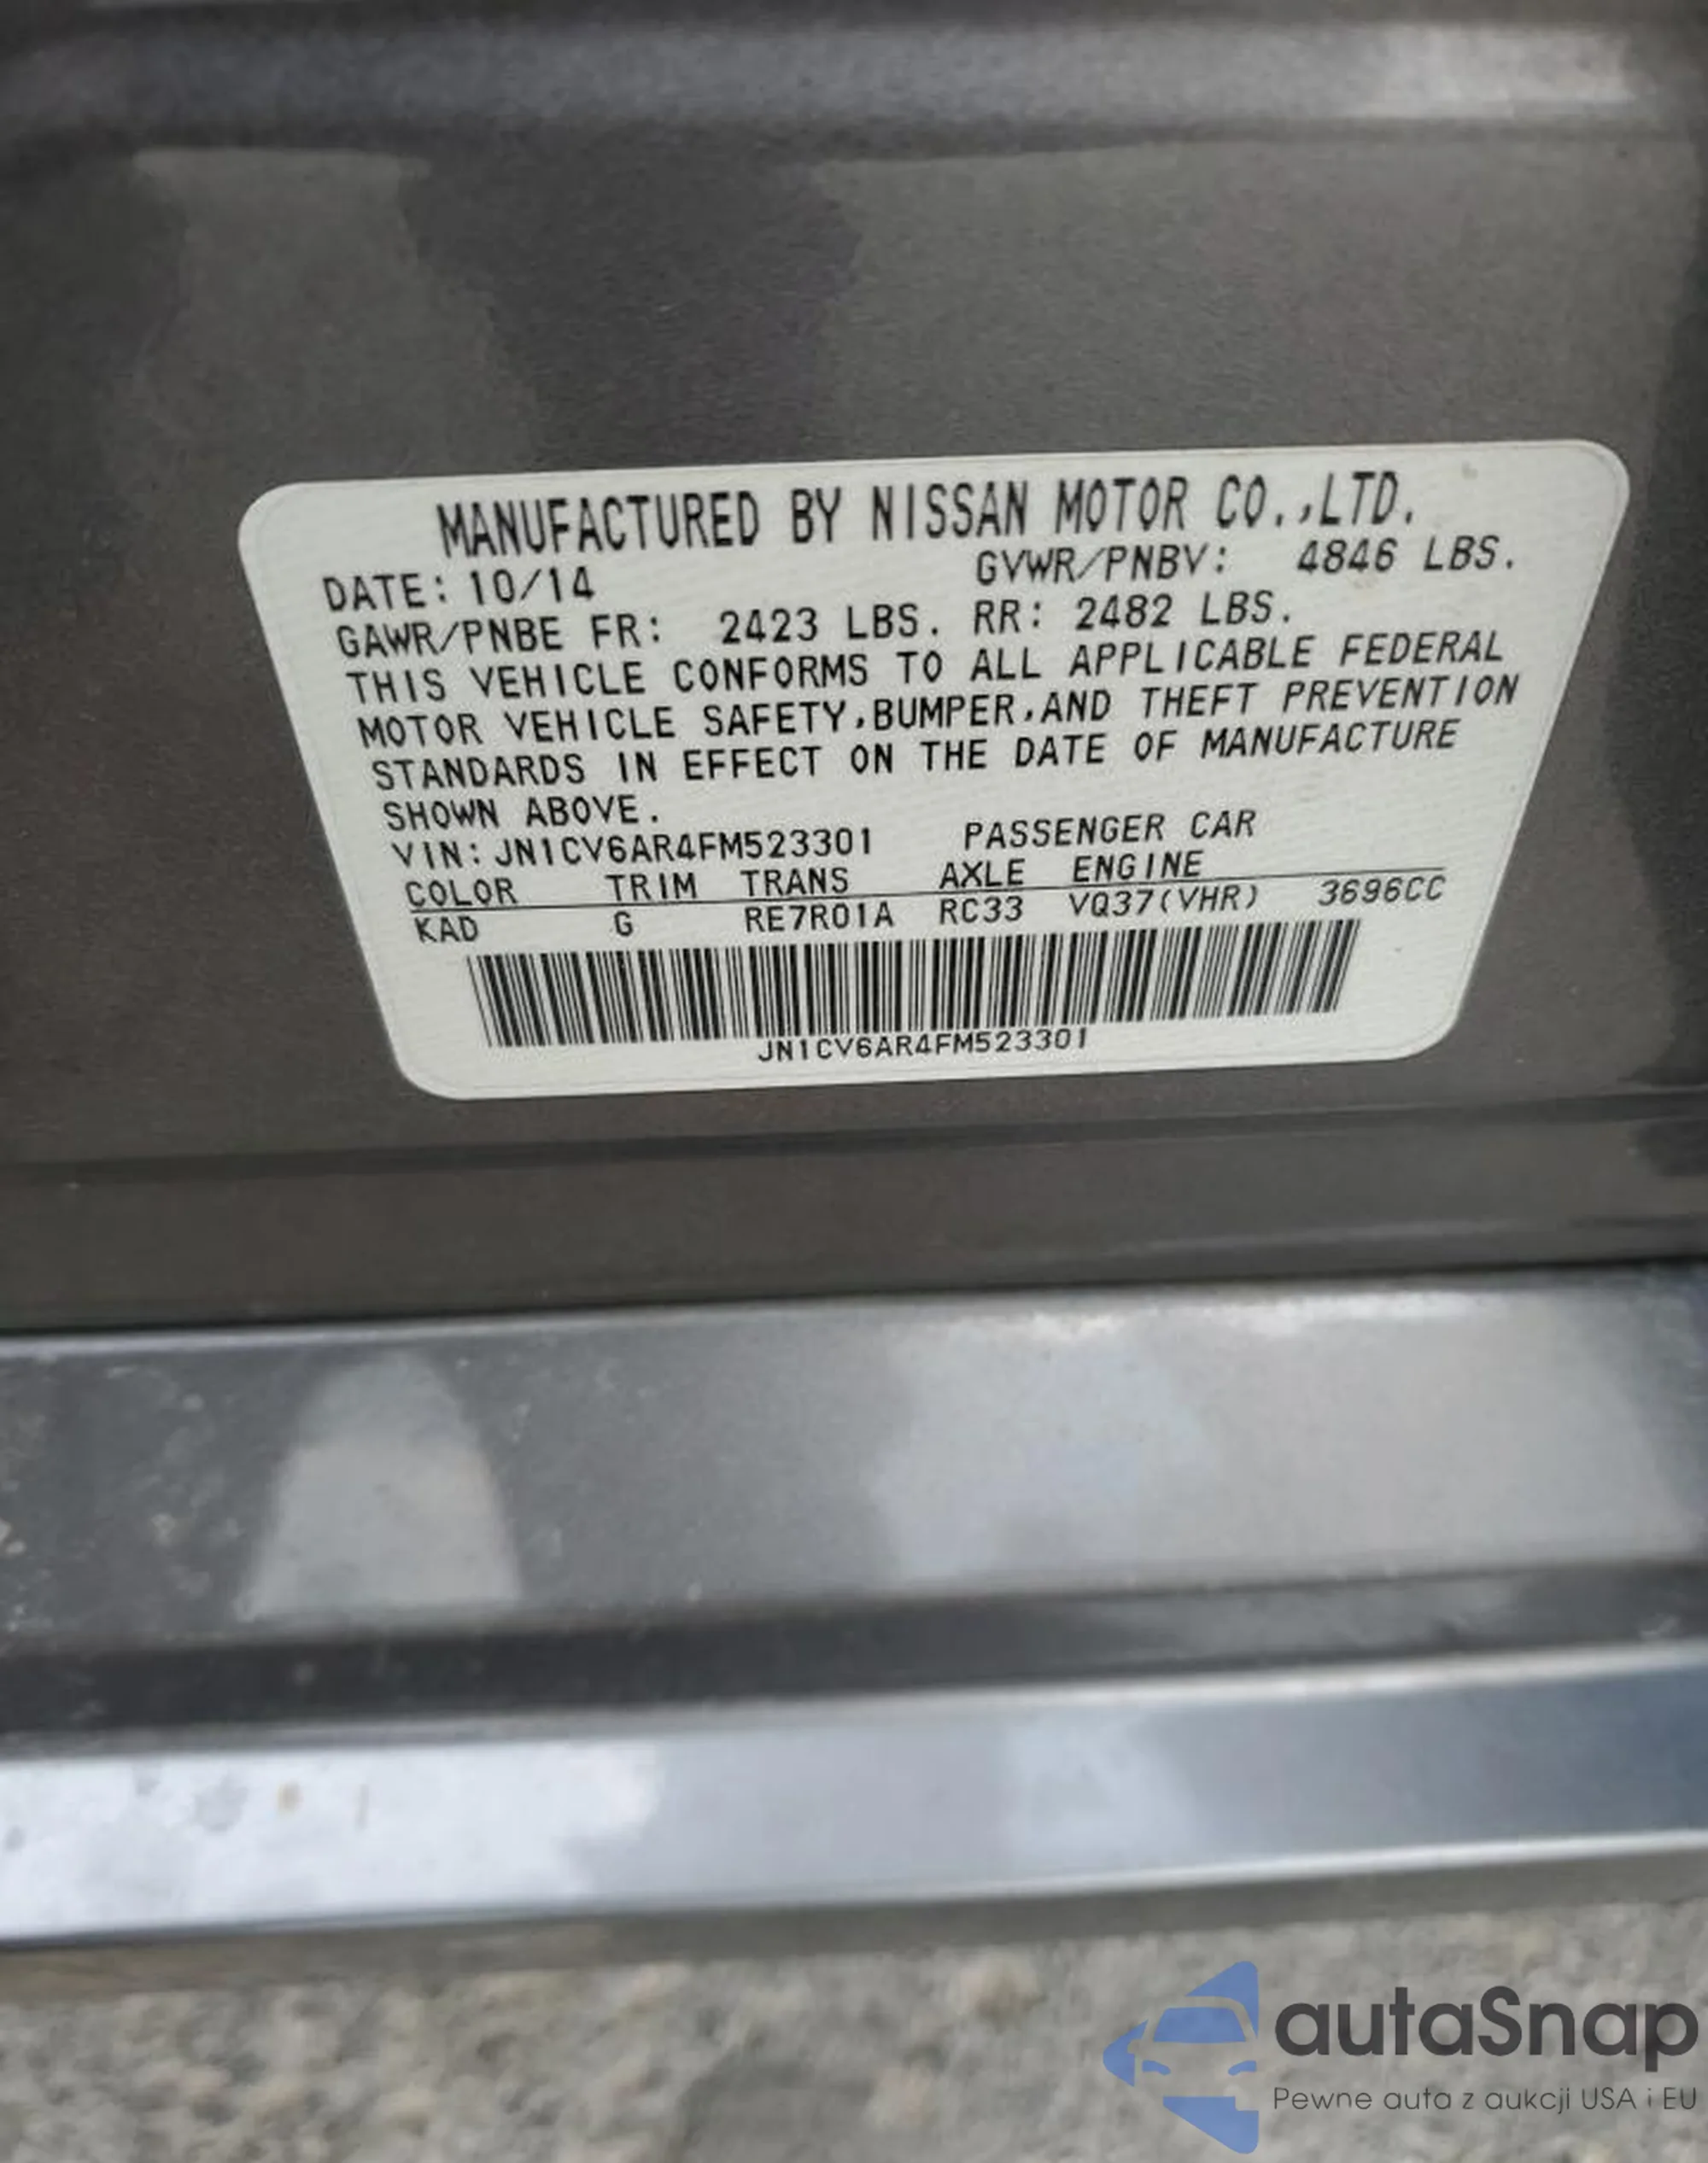 MANUFACTURED BY NISSAN MOTOR CO.,LTD.
DATE: 10/14 GVWR/PNBV: 4846 LBS.
GAWR/PNBE FR: 2423 LBS. RR: 2482 LBS.
THIS VEHICLE CONFORMS TO ALL APPLICABLE FEDERAL
MOTOR VEHICLE SAFETY,BUMPER,AND THEFT PREVENTION
STANDARDS IN EFFECT ON THE DATE OF MANUFACTURE
SHOWN ABOVE.
VIN:JN1CV6AR4FM523301 PASSENGER CAR
COLOR TRIM TRANS AXLE ENGINE
KAD G RE7R01A RC33 VQ37(VHR) 3696CC
JN1CV6AR4FM523301
autaSnap
Pewne auta z aukcji USA i EU